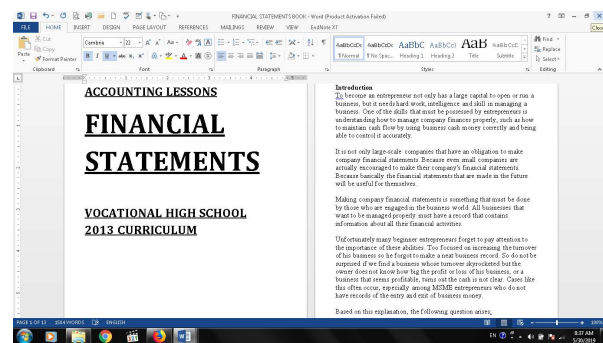 FINANCIAL STATEMENTS BOOK - Word (Product Activation Failed)
FILE HOME INSERT DESIGN PAGE LAYOUT REFERENCES MAILINGS REVIEW VIEW EndNote X7
Cut
Copy
Format Painter
Paste
Cambria 22
AaBbCcDc AaBbCcDc AaBbC AaBbCcI AaB AaBbCcD
¶ Normal ¶ No Spac... Heading 1 Heading 2 Title Subtitle
Find
Replace
Select
Clos
Clipboard Font Paragraph Styles Editing
ACCOUNTING LESSONS
FINANCIAL
STATEMENTS
VOCATIONAL HIGH SCHOOL
2013 CURRICULUM
Introduction
To become an entrepreneur not only has a large capital to open or run a
business, but it needs hard work, intelligence and skill in managing a
business. One of the skills that must be possessed by entrepreneurs is
understanding how to manage company finances properly, such as how
to maintain cash flow by using business cash money correctly and being
able to control it accurately.
It is not only large-scale companies that have an obligation to make
company financial statements. Because even small companies are
actually encouraged to make their company's financial statements.
Because basically the financial statements that are made in the future
will be useful for themselves.
Making company financial statements is something that must be done
by those who are engaged in the business world. All businesses that
want to be managed properly must have a record that contains
information about all their financial activities.
Unfortunately many beginner entrepreneurs forget to pay attention to
the importance of these abilities. Too focused on increasing the turnover
of his business so he forgot to make a neat business record. So do not be
surprised if we find a business whose turnover skyrocketed but the
owner does not know how big the profit or loss of his business, or a
business that seems profitable, turns out the cash is not clear. Cases like
this often occur, especially among MSME entrepreneurs who do not
have records of the entry and exit of business money.
Based on this explanation, the following question arises,
ENGLISH
EN
8:37 AM
5/30/2019